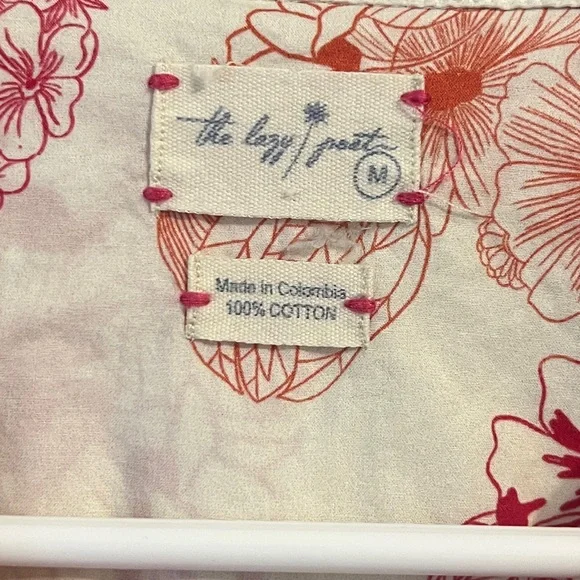 the lazy poet
M
Made in Colombia
100% COTTON